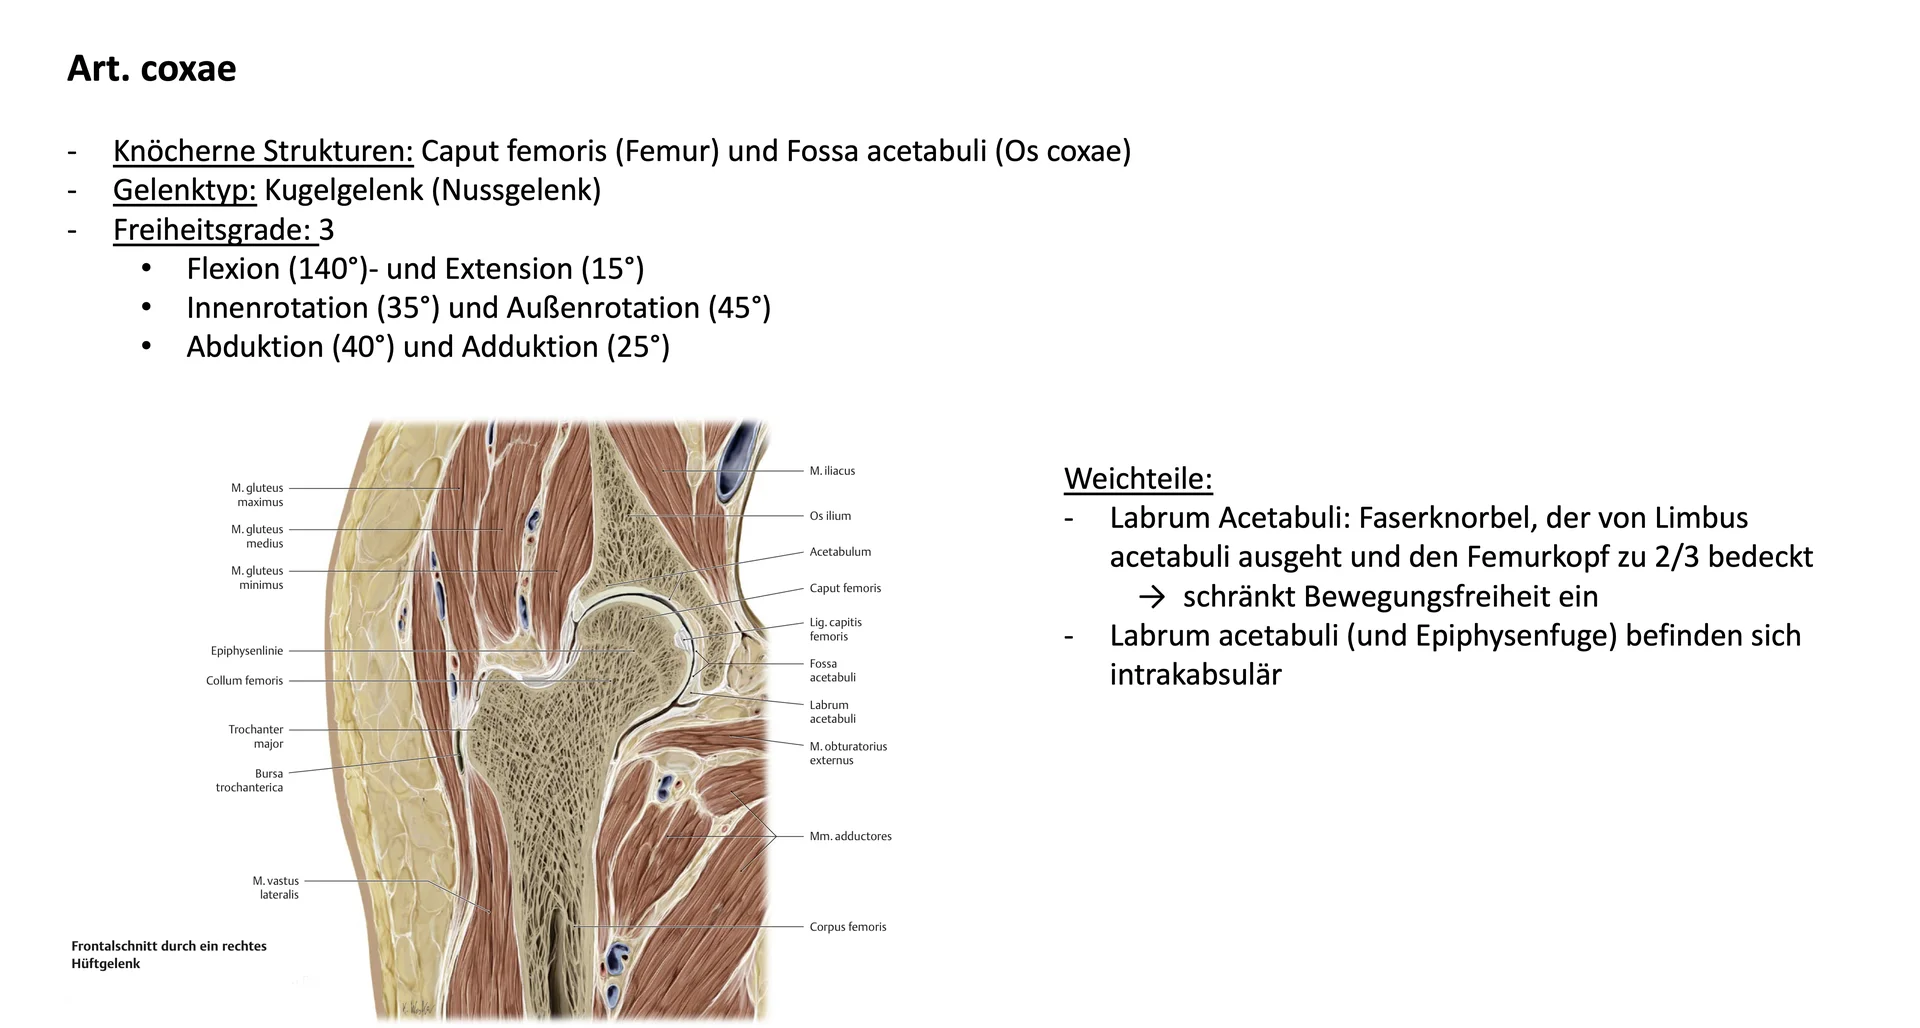 Art. coxae
- Knöcherne Strukturen: Caput femoris (Femur) und Fossa acetabuli (Os coxae)
- Gelenktyp: Kugelgelenk (Nussgelenk)
- Freiheitsgrade: 3
• Flexion (140°)- und Extension (15°)
• Innenrotation (35°) und Außenrotation (45°)
• Abduktion (40°) und Adduktion (25°)
M. gluteus
maximus
M. gluteus
medius
M. gluteus
minimus
Epiphysenlinie
Collum femoris
Trochanter
major
Bursa
trochanterica
M. vastus
lateralis
Frontalschnitt durch ein rechtes
Hüftgelenk
M. iliacus
Os ilium
Acetabulum
Caput femoris
Lig. capitis
femoris
Fossa
acetabuli
Labrum
acetabuli
M. obturatorius
externus
Mm. adductores
Corpus femoris
Weichteile:
- Labrum Acetabuli: Faserknorbel, der von Limbus
acetabuli ausgeht und den Femurkopf zu 2/3 bedeckt
→ schränkt Bewegungsfreiheit ein
- Labrum acetabuli (und Epiphysenfuge) befinden sich
intrakabsulär